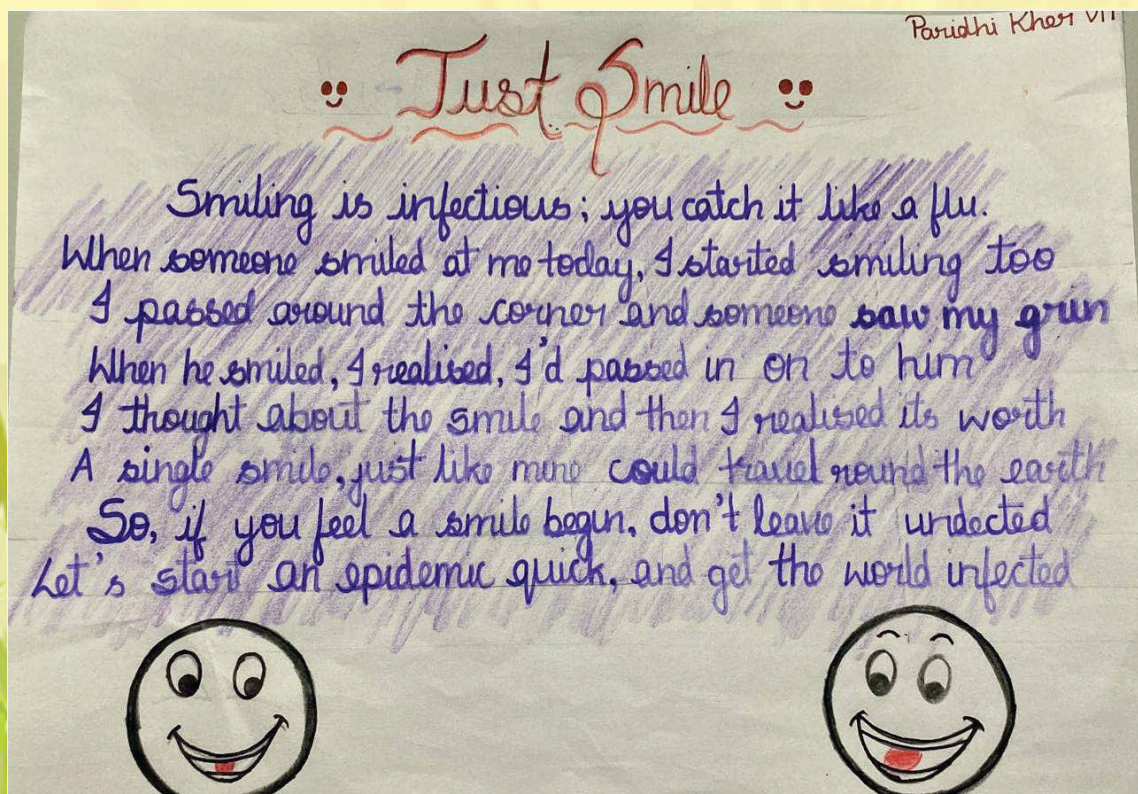 Paridhi Kher VII
Just Smile
Smiling is infectious; you catch it like a flu.
When someone smiled at me today, I started smiling too
I passed around the corner and someone saw my grin
When he smiled, I realised, I'd passed in on to him
I thought about the smile and then I realised its worth
A single smile, just like mine could travel round the earth
So, if you feel a smile begin, don't leave it undected
Let's start an epidemic quick, and get the world infected